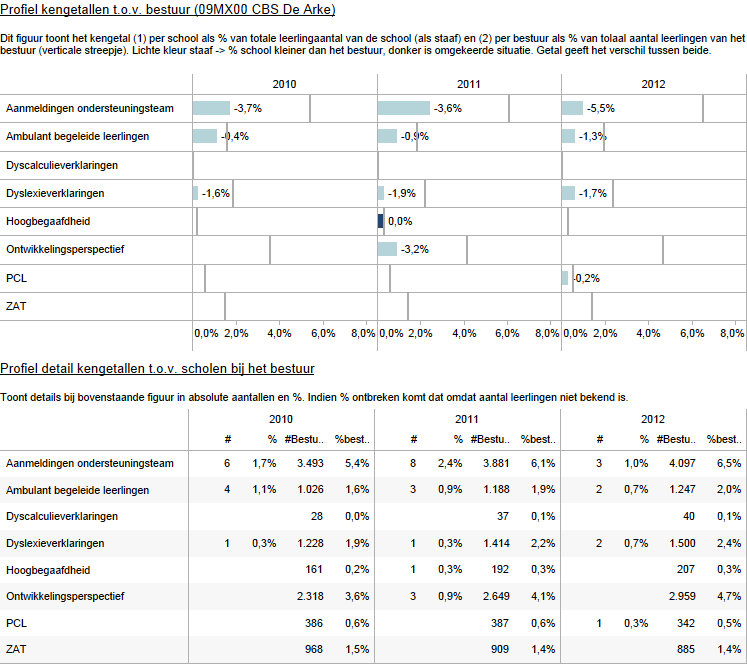 Profiel kengetallen t.o.v. bestuur (09MX00 CBS De Arke)
Dit figuur toont het kengetal (1) per school als % van totale leerlingaantal van de school (als staaf) en (2) per bestuur als % van tolaal aantal leerlingen van het
bestuur (verticale streepje). Lichte kleur staaf -> % school kleiner dan het bestuur, donker is omgekeerde situatie. Getal geeft het verschil tussen beide.
2010 2011 2012
Aanmeldingen ondersteuningsteam -3,7% -3,6% -5,5%
Ambulant begeleide leerlingen -0,4% -0,9% -1,3%
Dyscalculieverklaringen
Dyslexieverklaringen -1,6% -1,9% -1,7%
Hoogbegaafdheid 0,0%
Ontwikkelingsperspectief -3,2%
PCL -0,2%
ZAT
0,0% 2,0% 4,0% 6,0% 8,0% 0,0% 2,0% 4,0% 6,0% 8,0% 0,0% 2,0% 4,0% 6,0% 8,0%
Profiel detail kengetallen t.o.v. scholen bij het bestuur
Toont details bij bovenstaande figuur in absolute aantallen en %. Indien % ontbreken komt dat omdat aantal leerlingen niet bekend is.
2010 2011 2012
# % #Bestu.. %best.. # % #Bestu.. %best.. # % #Bestu.. %best..
Aanmeldingen ondersteuningsteam 6 1,7% 3.493 5,4% 8 2,4% 3.881 6,1% 3 1,0% 4.097 6,5%
Ambulant begeleide leerlingen 4 1,1% 1.026 1,6% 3 0,9% 1.188 1,9% 2 0,7% 1.247 2,0%
Dyscalculieverklaringen 28 0,0% 37 0,1% 40 0,1%
Dyslexieverklaringen 1 0,3% 1.228 1,9% 1 0,3% 1.414 2,2% 2 0,7% 1.500 2,4%
Hoogbegaafdheid 161 0,2% 1 0,3% 192 0,3% 207 0,3%
Ontwikkelingsperspectief 2.318 3,6% 3 0,9% 2.649 4,1% 2.959 4,7%
PCL 386 0,6% 387 0,6% 1 0,3% 342 0,5%
ZAT 968 1,5% 909 1,4% 885 1,4%